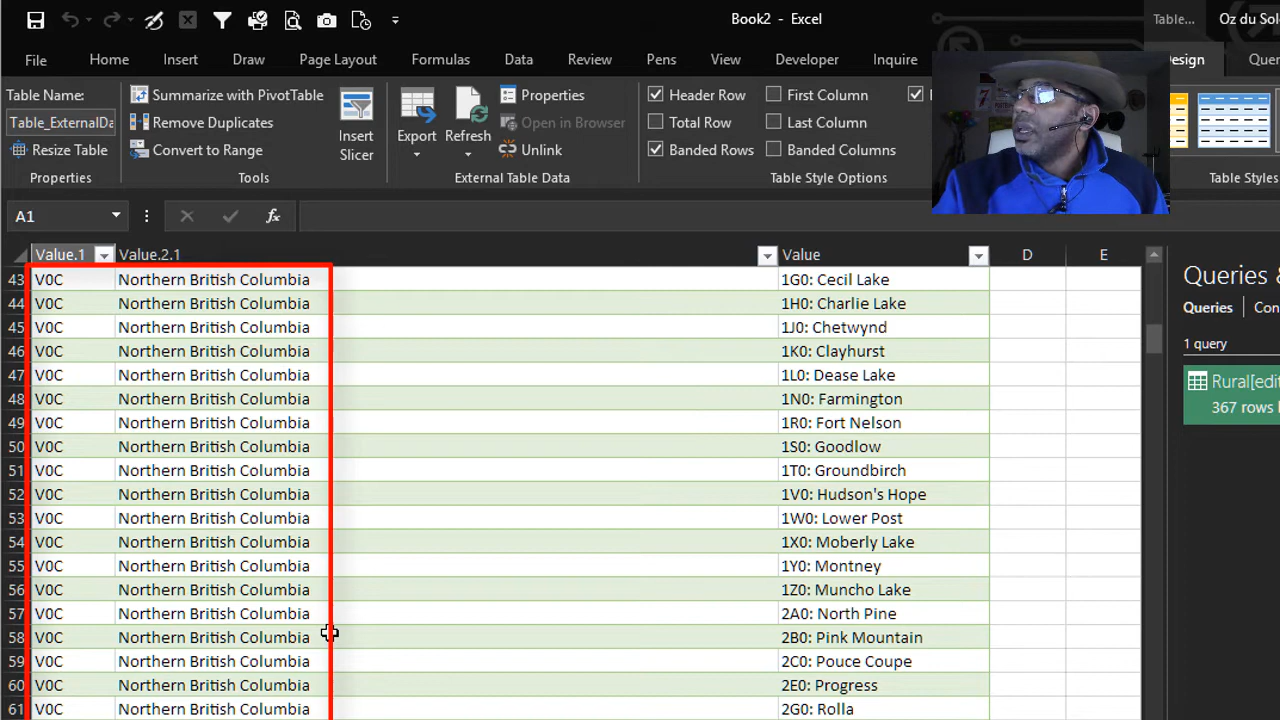 Book2 - Excel
Table...
Oz du Sol
File Home Insert Draw Page Layout Formulas Data Review Pens View Developer Inquire Design Que
Table Name:
Table_ExternalDa
Resize Table
Properties
Summarize with PivotTable
Remove Duplicates
Convert to Range
Tools
Insert
Slicer
Export
Refresh
Properties
Open in Browser
Unlink
External Table Data
Header Row
Total Row
Banded Rows
First Column
Last Column
Banded Columns
Table Style Options
Table Styles
A1
fx
Value.1 Value.2.1 Value D E
43 V0C Northern British Columbia 1G0: Cecil Lake
44 V0C Northern British Columbia 1H0: Charlie Lake
45 V0C Northern British Columbia 1J0: Chetwynd
46 V0C Northern British Columbia 1K0: Clayhurst
47 V0C Northern British Columbia 1L0: Dease Lake
48 V0C Northern British Columbia 1N0: Farmington
49 V0C Northern British Columbia 1R0: Fort Nelson
50 V0C Northern British Columbia 1S0: Goodlow
51 V0C Northern British Columbia 1T0: Groundbirch
52 V0C Northern British Columbia 1V0: Hudson's Hope
53 V0C Northern British Columbia 1W0: Lower Post
54 V0C Northern British Columbia 1X0: Moberly Lake
55 V0C Northern British Columbia 1Y0: Montney
56 V0C Northern British Columbia 1Z0: Muncho Lake
57 V0C Northern British Columbia 2A0: North Pine
58 V0C Northern British Columbia 2B0: Pink Mountain
59 V0C Northern British Columbia 2C0: Pouce Coupe
60 V0C Northern British Columbia 2E0: Progress
61 V0C Northern British Columbia 2G0: Rolla
Queries &
Queries Con
1 query
Rural[edit
367 rows l